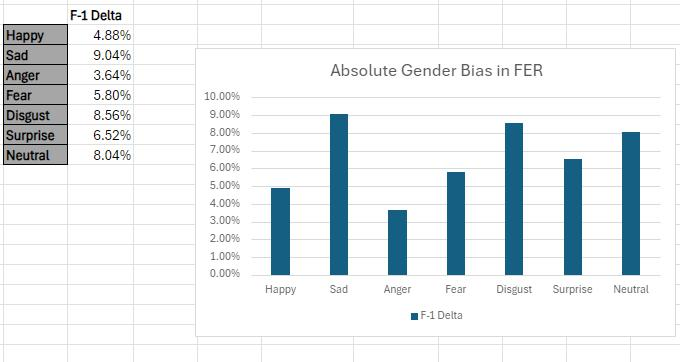 F-1 Delta
Happy 4.88%
Sad 9.04%
Anger 3.64%
Fear 5.80%
Disgust 8.56%
Surprise 6.52%
Neutral 8.04%
Absolute Gender Bias in FER
10.00%
9.00%
8.00%
7.00%
6.00%
5.00%
4.00%
3.00%
2.00%
1.00%
0.00%
Happy Sad Anger Fear Disgust Surprise Neutral
F-1 Delta